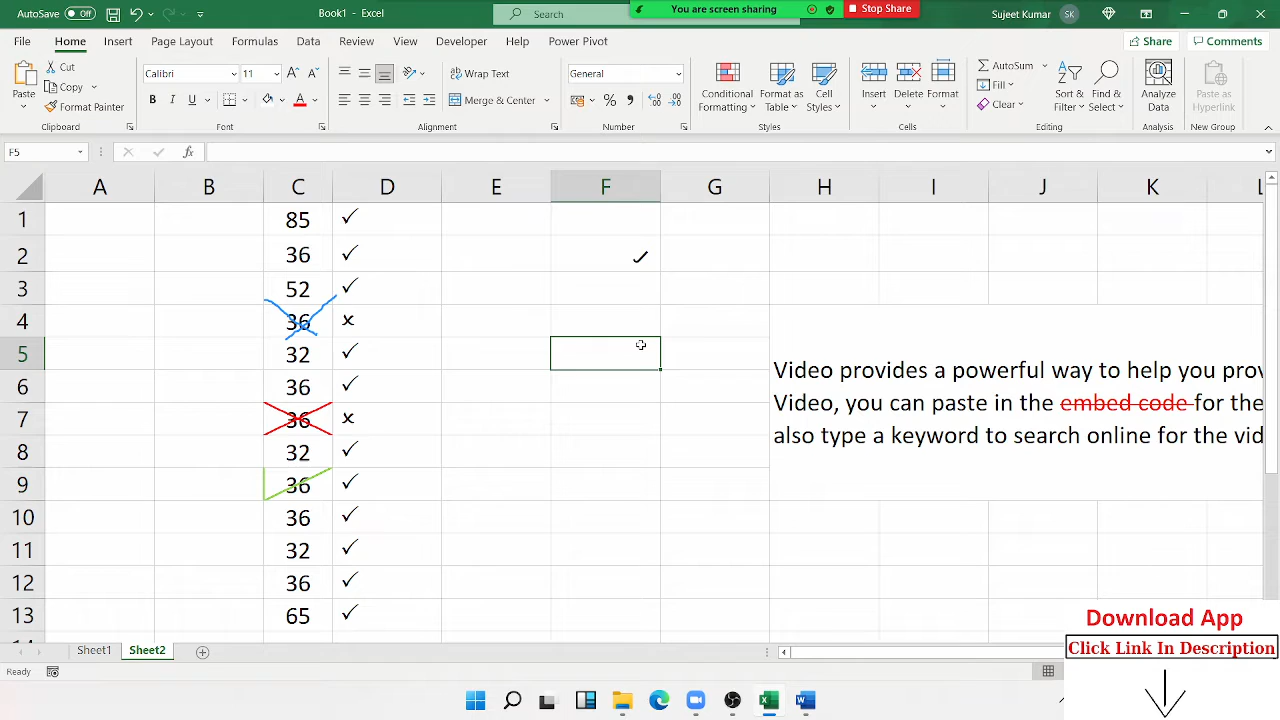 AutoSave Off
Book1 - Excel
Search
You are screen sharing
Stop Share
Sujeet Kumar
SK
File Home Insert Page Layout Formulas Data Review View Developer Help Power Pivot
Share
Comments
Paste
Cut
Copy
Format Painter
Clipboard
Calibri
11
B I U
Font
Wrap Text
Merge & Center
Alignment
General
Number
Conditional Formatting
Format as Table
Cell Styles
Styles
Insert
Delete
Format
Cells
AutoSum
Fill
Clear
Sort & Filter
Find & Select
Editing
Analyze Data
Analysis
Paste as Hyperlink
New Group
F5
fx
A B C D E F G H I J K L
1 85 ✓
2 36 ✓
3 52 ✓
4 36 x
5 32 ✓
6 36 ✓
7 36 x
8 32 ✓
9 36 ✓
10 36 ✓
11 32 ✓
12 36 ✓
13 65 ✓
Video provides a powerful way to help you prov
Video, you can paste in the embed code for the
also type a keyword to search online for the vid
Sheet1
Sheet2
Ready
Download App
Click Link In Description